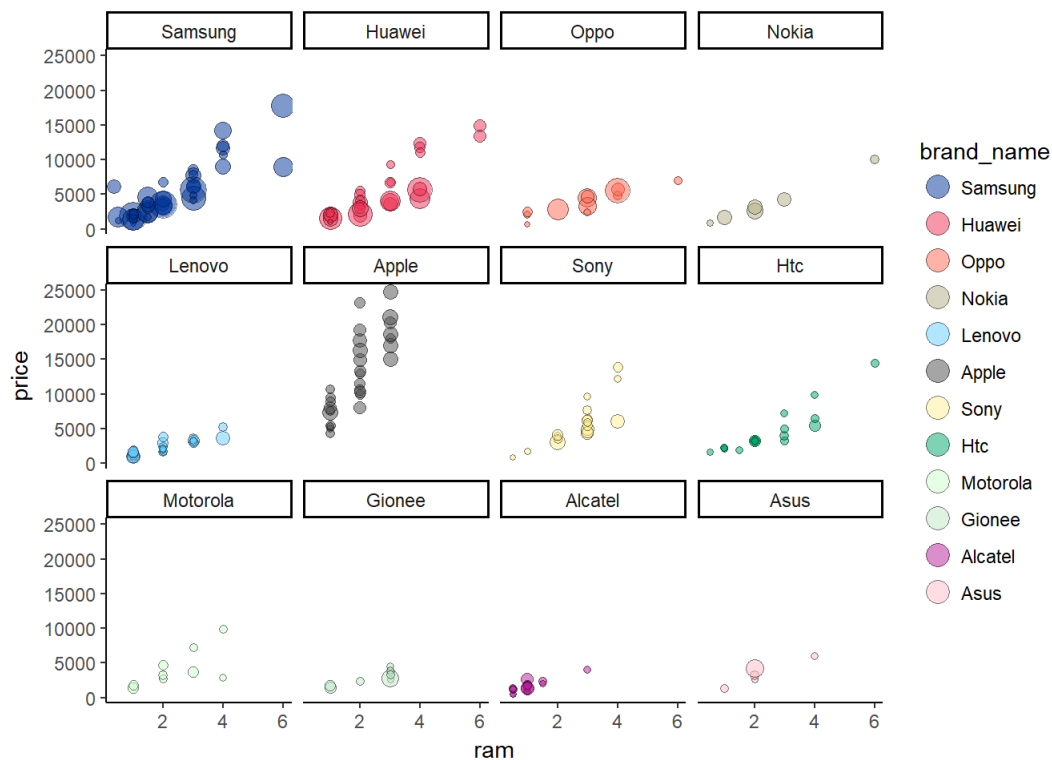 Samsung Huawei Oppo Nokia
25000
20000
15000
10000
5000
0
Lenovo Apple Sony Htc
25000
20000
15000
10000
5000
0
Motorola Gionee Alcatel Asus
25000
20000
15000
10000
5000
0
2 4 6 2 4 6 2 4 6 2 4 6
ram
price
brand_name
Samsung
Huawei
Oppo
Nokia
Lenovo
Apple
Sony
Htc
Motorola
Gionee
Alcatel
Asus